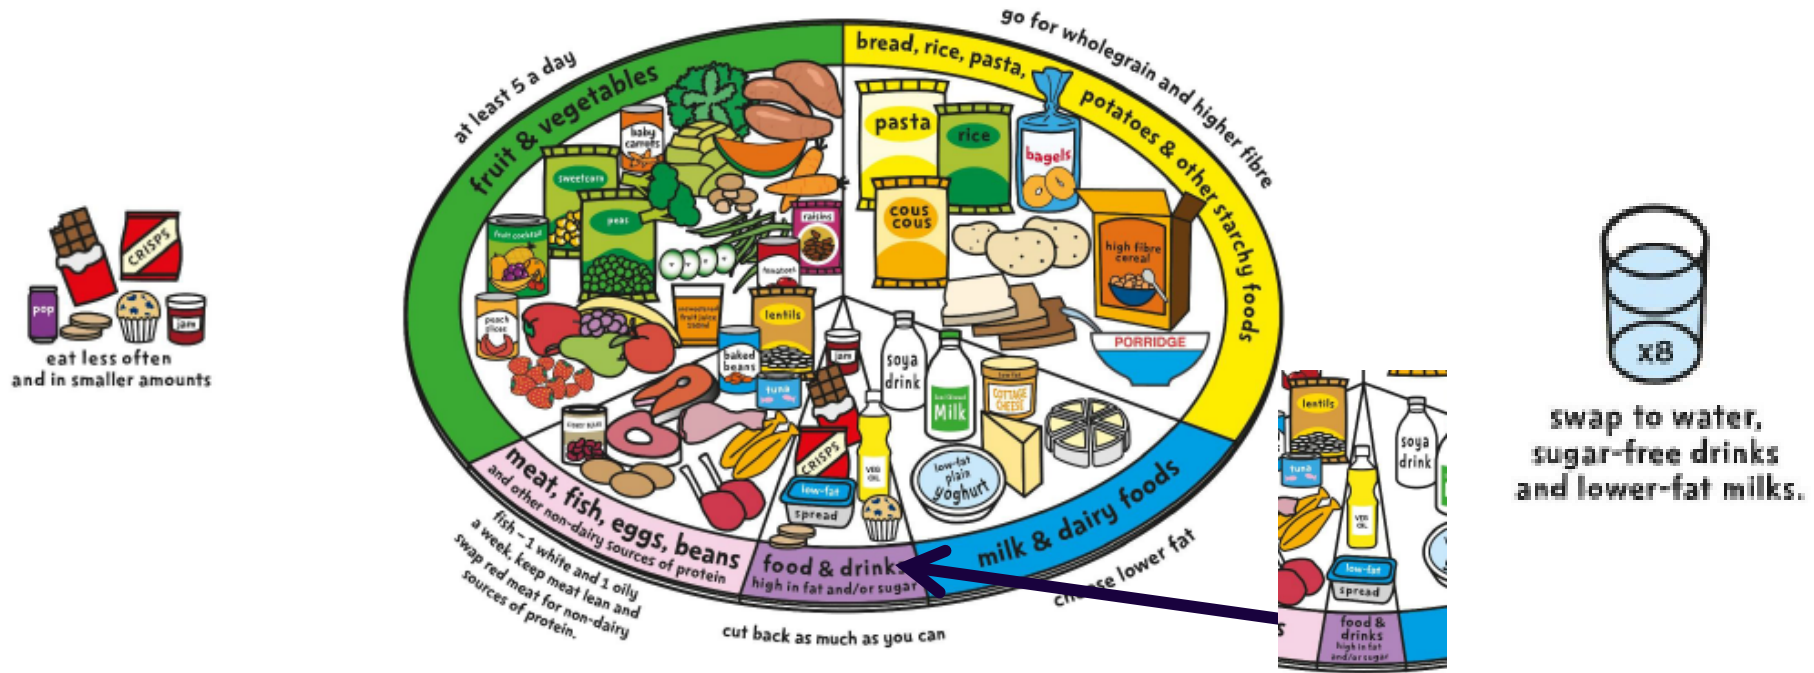 CRISPS
pop
jam
eat less often
and in smaller amounts
at least 5 a day
fruit & vegetables
baby
carrots
sweetcorn
peas
raisins
fruit cocktail
tomatoes
peach
slices
unsweetened
fruit juice
150ml
go for wholegrain and higher fibre
bread, rice, pasta,
potatoes & other starchy foods
pasta
rice
bagels
cous
cous
high fibre
cereal
PORRIDGE
lentils
baked
beans
tuna
meat, fish, eggs, beans
and other non-dairy sources of protein
fish – 1 white and 1 oily
a week, keep meat lean and
swap red meat for non-dairy
sources of protein.
jam
CRISPS
VEG
OIL
low-fat
spread
food & drinks
high in fat and/or sugar
cut back as much as you can
soya
drink
Milk
low fat
COTTAGE
CHEESE
low-fat
plain
yoghurt
milk & dairy foods
choose lower fat
lentils
tuna
soya
drink
VEG
OIL
low-fat
spread
s
food &
drinks
high in fat
and/or sugar
x8
swap to water,
sugar-free drinks
and lower-fat milks.